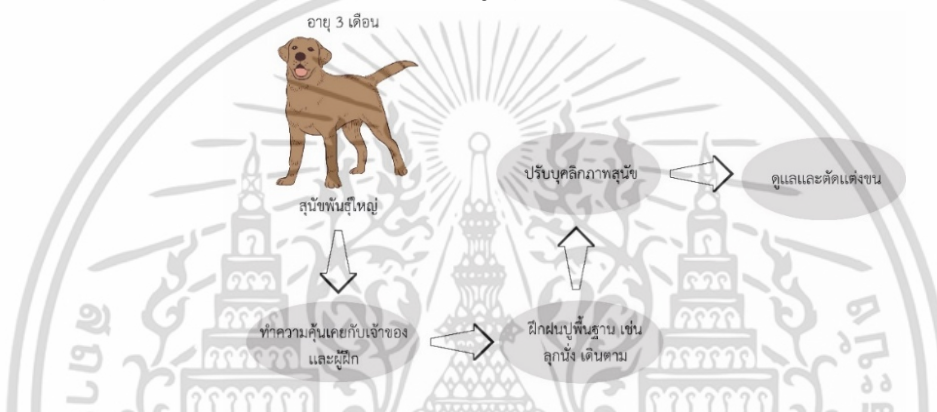 อายุ 3 เดือน
สุนัขพันธุ์ใหญ่
ทำความคุ้นเคยกับเจ้าของ
และผู้ฝึก
ฝึกฝนปูพื้นฐาน เช่น
ลุกนั่ง เดินตาม
ปรับบุคลิกภาพสุนัข
ดูแลและตัดแต่งขน